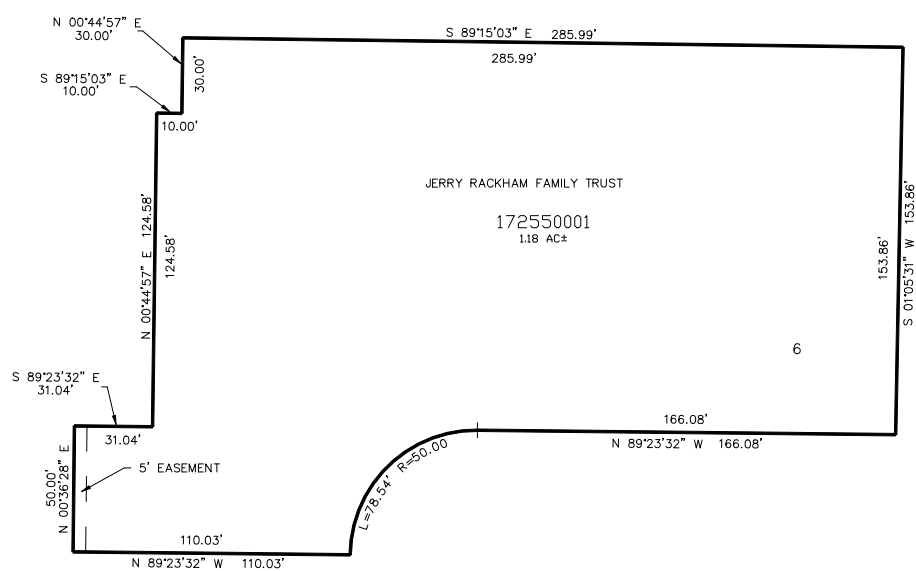 N 00°44'57" E
30.00'
S 89°15'03" E 285.99'
285.99'
30.00'
S 89°15'03" E
10.00'
10.00'
JERRY RACKHAM FAMILY TRUST
172550001
1.18 AC±
N 00°44'57" E 124.58'
124.58'
153.86'
S 01°05'31" W 153.86'
6
S 89°23'32" E
31.04'
31.04'
166.08'
N 89°23'32" W 166.08'
L=78.54' R=50.00
50.00'
N 00°36'28" E
5' EASEMENT
110.03'
N 89°23'32" W 110.03'